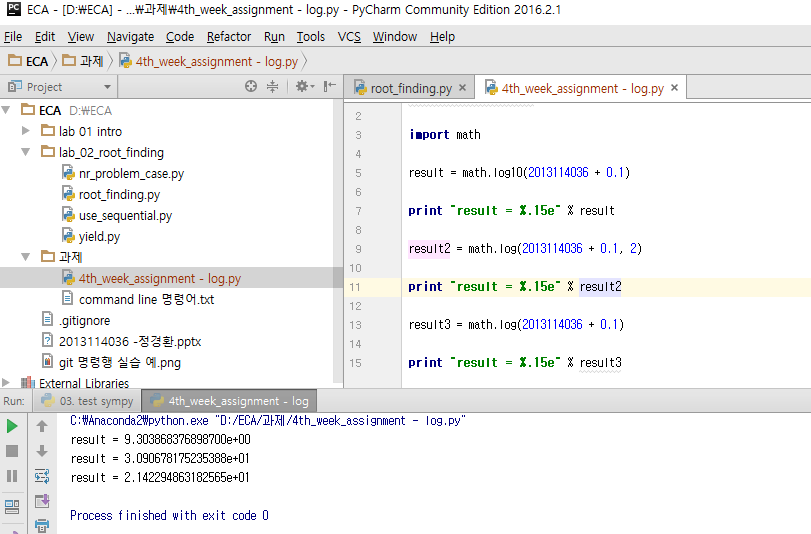 ECA - [D:₩ECA] - ...₩과제₩4th_week_assignment - log.py - PyCharm Community Edition 2016.2.1
File Edit View Navigate Code Refactor Run Tools VCS Window Help
ECA 과제 4th_week_assignment - log.py
Project
root_finding.py 4th_week_assignment - log.py
ECA D:₩ECA
lab 01 intro
lab_02_root_finding
nr_problem_case.py
root_finding.py
use_sequential.py
yield.py
과제
4th_week_assignment - log.py
command line 명령어.txt
.gitignore
2013114036 -정경환.pptx
git 명령행 실습 예.png
External Libraries
2
3 import math
4
5 result = math.log10(2013114036 + 0.1)
6
7 print "result = %.15e" % result
8
9 result2 = math.log(2013114036 + 0.1, 2)
10
11 print "result = %.15e" % result2
12
13 result3 = math.log(2013114036 + 0.1)
14
15 print "result = %.15e" % result3
Run: 03. test sympy 4th_week_assignment - log
C:₩Anaconda2₩python.exe "D:/ECA/과제/4th_week_assignment - log.py"
result = 9.303868376898700e+00
result = 3.090678175235388e+01
result = 2.142294863182565e+01
Process finished with exit code 0